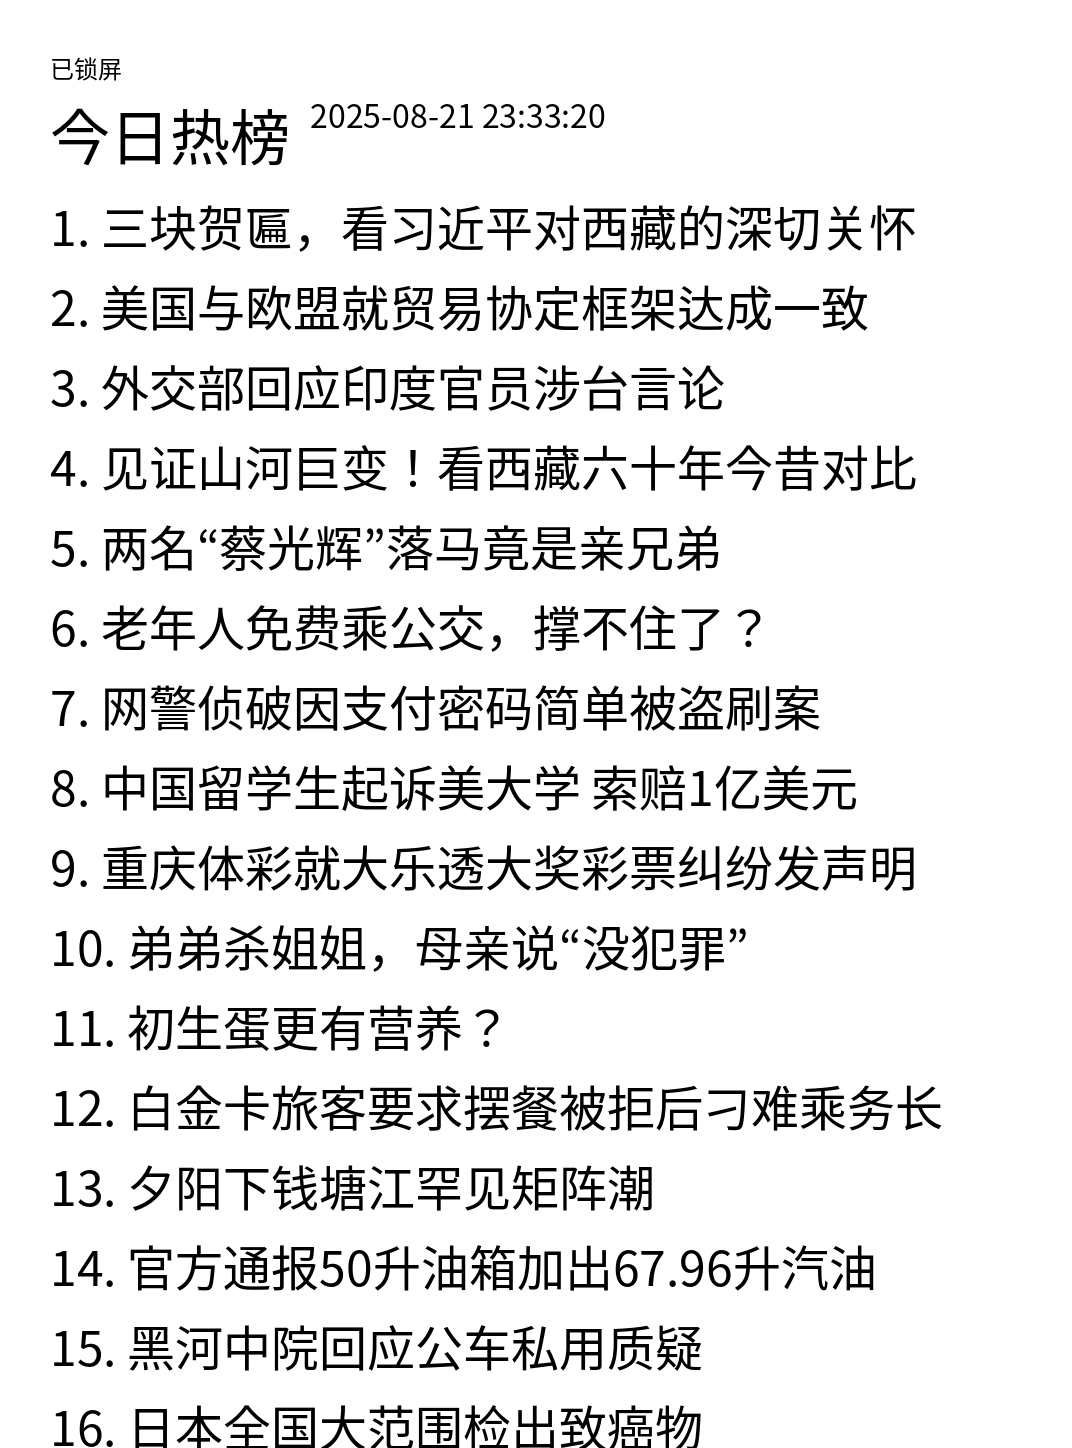 已锁屏
今日热榜 2025-08-21 23:33:20
1. 三块贺匾，看习近平对西藏的深切关怀
2. 美国与欧盟就贸易协定框架达成一致
3. 外交部回应印度官员涉台言论
4. 见证山河巨变！看西藏六十年今昔对比
5. 两名“蔡光辉”落马竟是亲兄弟
6. 老年人免费乘公交，撑不住了？
7. 网警侦破因支付密码简单被盗刷案
8. 中国留学生起诉美大学 索赔1亿美元
9. 重庆体彩就大乐透大奖彩票纠纷发声明
10. 弟弟杀姐姐，母亲说“没犯罪”
11. 初生蛋更有营养？
12. 白金卡旅客要求摆餐被拒后刁难乘务长
13. 夕阳下钱塘江罕见矩阵潮
14. 官方通报50升油箱加出67.96升汽油
15. 黑河中院回应公车私用质疑
16. 日本全国大范围检出致癌物